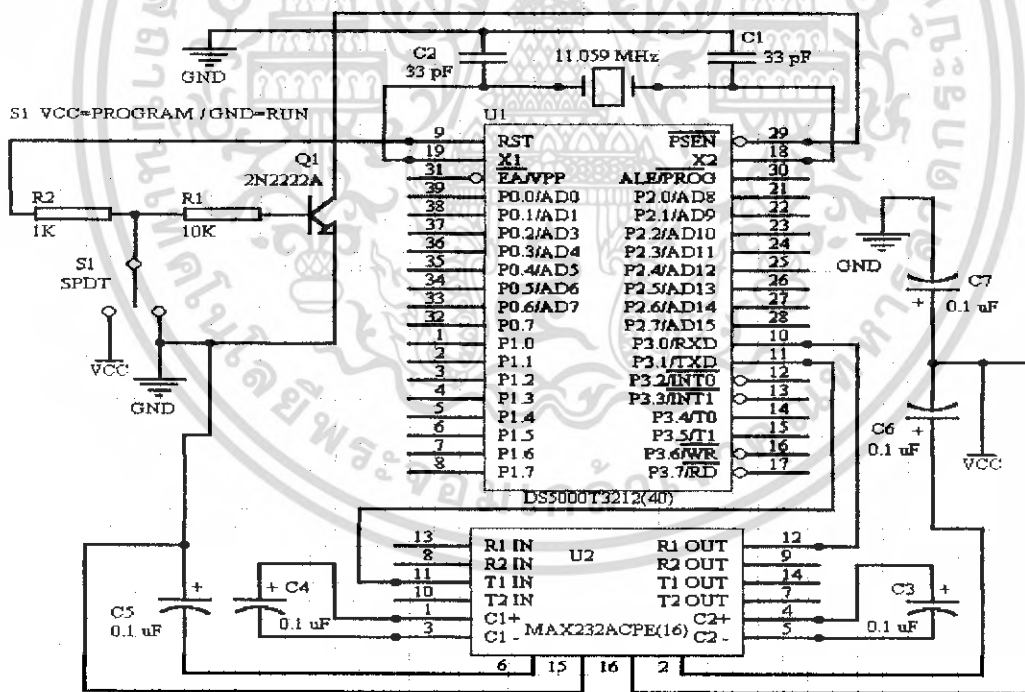 C2
33 pF
11.059 MHz
C1
33 pF
GND
S1 VCC=PROGRAM / GND=RUN
U1
9 RST PSEN 29
19 X1 X2 18
31 EA/VPP ALE/PROG 30
39 P0.0/AD0 P2.0/AD8 21
38 P0.1/AD1 P2.1/AD9 22
37 P0.2/AD3 P2.2/AD10 23
36 P0.3/AD4 P2.3/AD11 24
35 P0.4/AD5 P2.4/AD12 25
34 P0.5/AD6 P2.5/AD13 26
33 P0.6/AD7 P2.6/AD14 27
32 P0.7 P2.7/AD15 28
1 P1.0 P3.0/RXD 10
2 P1.1 P3.1/TXD 11
3 P1.2 P3.2/INT0 12
4 P1.3 P3.3/INT1 13
5 P1.4 P3.4/T0 14
6 P1.5 P3.5/T1 15
7 P1.6 P3.6/WR 16
8 P1.7 P3.7/RD 17
DS5000T3212(40)
Q1
2N2222A
R2
1K
R1
10K
S1
SPDT
VCC
GND
GND
C7
+ 0.1 uF
C6
+
0.1 uF
VCC
U2
13 R1 IN R1 OUT 12
8 R2 IN R2 OUT 9
11 T1 IN T1 OUT 14
10 T2 IN T2 OUT 7
1 C1+ C2+ 4
3 C1- C2- 5
MAX232ACPE(16)
6 15 16 2
C5
0.1 uF
+
+ C4
0.1 uF
C3
+
0.1 uF